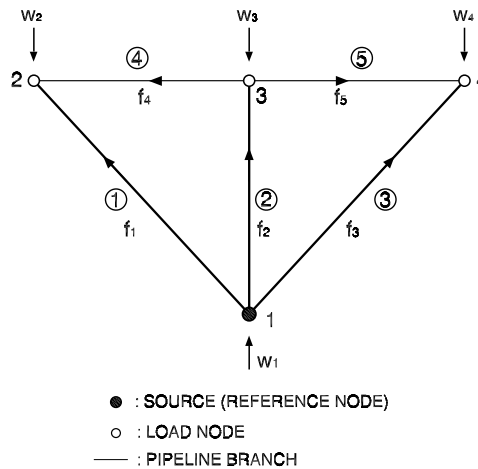 W2 W3 W4
④ ⑤
2 3
f4 f5
① ② ③
f1 f2 f3
1
W1
: SOURCE (REFERENCE NODE)
: LOAD NODE
: PIPELINE BRANCH